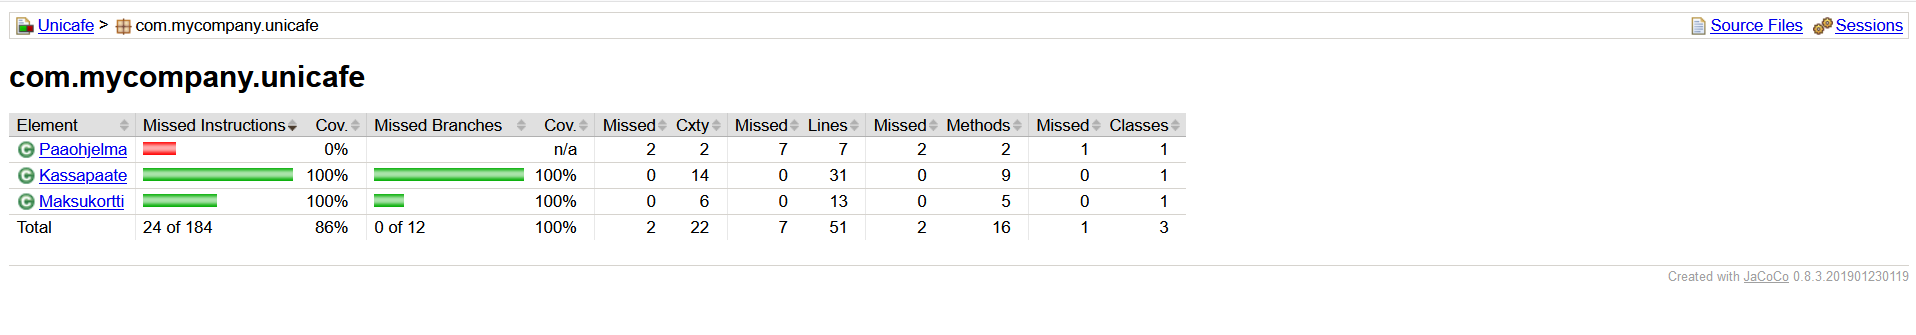 Unicafe > com.mycompany.unicafe Source Files Sessions
com.mycompany.unicafe
Element Missed Instructions Cov. Missed Branches Cov. Missed Cxty Missed Lines Missed Methods Missed Classes
Paaohjelma 0% n/a 2 2 7 7 2 2 1 1
Kassapaate 100% 100% 0 14 0 31 0 9 0 1
Maksukortti 100% 100% 0 6 0 13 0 5 0 1
Total 24 of 184 86% 0 of 12 100% 2 22 7 51 2 16 1 3
Created with JaCoCo 0.8.3.201901230119